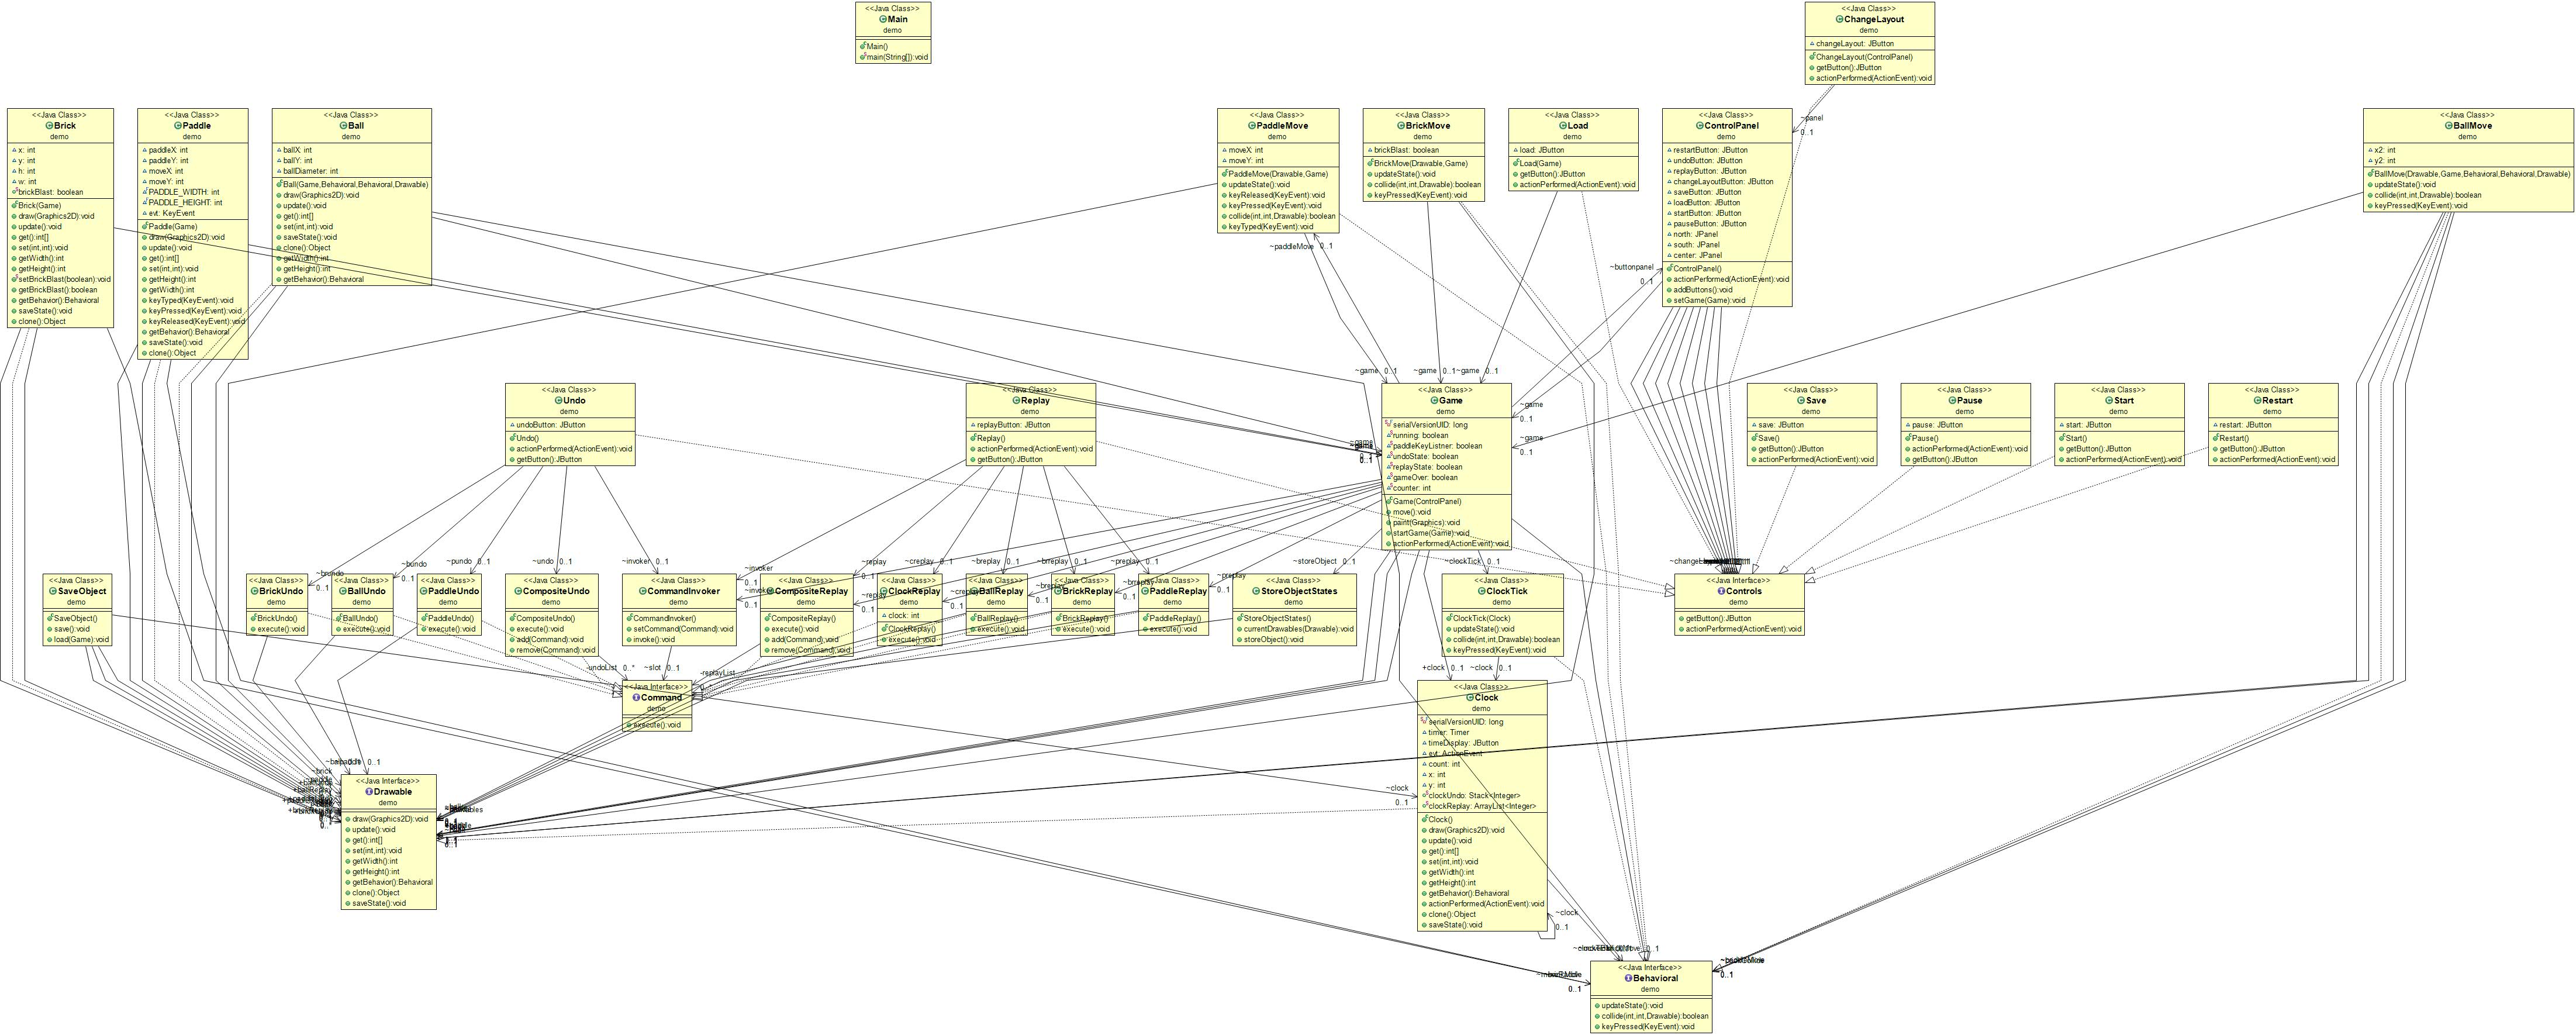 <<Java Class>>
Main
demo
Main()
main(String[]):void
<<Java Class>>
ChangeLayout
demo
changeLayout: JButton
ChangeLayout(ControlPanel)
getButton():JButton
actionPerformed(ActionEvent):void
<<Java Class>>
Brick
demo
x: int
y: int
h: int
w: int
brickBlast: boolean
Brick(Game)
draw(Graphics2D):void
update():void
get():int[]
set(int,int):void
getWidth():int
getHeight():int
setBrickBlast(boolean):void
getBrickBlast():boolean
getBehavior():Behavioral
saveState():void
clone():Object
<<Java Class>>
Paddle
demo
paddleX: int
paddleY: int
moveX: int
moveY: int
PADDLE_WIDTH: int
PADDLE_HEIGHT: int
evt: KeyEvent
Paddle(Game)
draw(Graphics2D):void
update():void
get():int[]
set(int,int):void
getHeight():int
getWidth():int
keyTyped(KeyEvent):void
keyPressed(KeyEvent):void
keyReleased(KeyEvent):void
getBehavior():Behavioral
saveState():void
clone():Object
<<Java Class>>
Ball
demo
ballX: int
ballY: int
ballDiameter: int
Ball(Game,Behavioral,Behavioral,Drawable)
draw(Graphics2D):void
update():void
get():int[]
set(int,int):void
saveState():void
clone():Object
getWidth():int
getHeight():int
getBehavior():Behavioral
<<Java Class>>
PaddleMove
demo
moveX: int
moveY: int
PaddleMove(Drawable,Game)
updateState():void
keyReleased(KeyEvent):void
keyPressed(KeyEvent):void
collide(int,int,Drawable):boolean
keyTyped(KeyEvent):void
<<Java Class>>
BrickMove
demo
brickBlast: boolean
BrickMove(Drawable,Game)
updateState():void
collide(int,int,Drawable):boolean
keyPressed(KeyEvent):void
<<Java Class>>
Load
demo
load: JButton
Load(Game)
getButton():JButton
actionPerformed(ActionEvent):void
<<Java Class>>
ControlPanel
demo
restartButton: JButton
undoButton: JButton
replayButton: JButton
changeLayoutButton: JButton
saveButton: JButton
loadButton: JButton
startButton: JButton
pauseButton: JButton
north: JPanel
south: JPanel
center: JPanel
ControlPanel()
actionPerformed(ActionEvent):void
addButtons():void
setGame(Game):void
~panel
0..1
<<Java Class>>
BallMove
demo
x2: int
y2: int
BallMove(Drawable,Game,Behavioral,Behavioral,Drawable)
updateState():void
collide(int,int,Drawable):boolean
keyPressed(KeyEvent):void
~paddleMove 0..1
~buttonpanel
0..1
~game 0..1
~game 0..1
~game 0..1
<<Java Class>>
Undo
demo
undoButton: JButton
Undo()
actionPerformed(ActionEvent):void
getButton():JButton
<<Java Class>>
Replay
demo
replayButton: JButton
Replay()
actionPerformed(ActionEvent):void
getButton():JButton
<<Java Class>>
Game
demo
serialVersionUID: long
running: boolean
paddleKeyListner: boolean
undoState: boolean
replayState: boolean
gameOver: boolean
counter: int
Game(ControlPanel)
move():void
paint(Graphics):void
startGame(Game):void
actionPerformed(ActionEvent):void
~game
0..1
~game
0..1
~game
0..1
<<Java Class>>
Save
demo
save: JButton
Save()
getButton():JButton
actionPerformed(ActionEvent):void
<<Java Class>>
Pause
demo
pause: JButton
Pause()
actionPerformed(ActionEvent):void
getButton():JButton
<<Java Class>>
Start
demo
start: JButton
Start()
getButton():JButton
actionPerformed(ActionEvent):void
<<Java Class>>
Restart
demo
restart: JButton
Restart()
getButton():JButton
actionPerformed(ActionEvent):void
<<Java Class>>
SaveObject
demo
SaveObject()
save():void
load(Game):void
~brundo
0..1
<<Java Class>>
BrickUndo
demo
BrickUndo()
execute():void
~bundo
0..1
<<Java Class>>
BallUndo
demo
BallUndo()
execute():void
~pundo 0..1
<<Java Class>>
PaddleUndo
demo
PaddleUndo()
execute():void
~undo 0..1
<<Java Class>>
CompositeUndo
demo
CompositeUndo()
execute():void
add(Command):void
remove(Command):void
~invoker 0..1
<<Java Class>>
CommandInvoker
demo
CommandInvoker()
setCommand(Command):void
invoke():void
~invoker
0..1
~invoker
0..1
~replay
0..1
<<Java Class>>
CompositeReplay
demo
CompositeReplay()
execute():void
add(Command):void
remove(Command):void
~replay 0..1
~creplay 0..1
<<Java Class>>
ClockReplay
demo
clock: int
ClockReplay()
execute():void
~creplay
~breplay 0..1
<<Java Class>>
BallReplay
demo
BallReplay()
execute():void
~breplay
~brreplay 0..1
<<Java Class>>
BrickReplay
demo
BrickReplay()
execute():void
~brreplay
~preplay 0..1
<<Java Class>>
PaddleReplay
demo
PaddleReplay()
execute():void
~preplay
0..1
~storeObject 0..1
<<Java Class>>
StoreObjectStates
demo
StoreObjectStates()
currentDrawables(Drawable):void
storeObject():void
~clockTick 0..1
<<Java Class>>
ClockTick
demo
ClockTick(Clock)
updateState():void
collide(int,int,Drawable):boolean
keyPressed(KeyEvent):void
<<Java Interface>>
Controls
demo
getButton():JButton
actionPerformed(ActionEvent):void
-undoList 0..*
~slot 0..1
-replayList
<<Java Interface>>
Command
demo
execute():void
+clock 0..1
~clock 0..1
<<Java Class>>
Clock
demo
serialVersionUID: long
timer: Timer
timeDisplay: JButton
evt: ActionEvent
count: int
x: int
y: int
clockUndo: Stack<Integer>
clockReplay: ArrayList<Integer>
Clock()
draw(Graphics2D):void
update():void
get():int[]
set(int,int):void
getWidth():int
getHeight():int
getBehavior():Behavioral
actionPerformed(ActionEvent):void
clone():Object
saveState():void
~clock
0..1
~clock
0..1
~brick
<<Java Interface>>
Drawable
demo
draw(Graphics2D):void
update():void
get():int[]
set(int,int):void
getWidth():int
getHeight():int
getBehavior():Behavioral
clone():Object
saveState():void
0..1
0..1
0..1
<<Java Interface>>
Behavioral
demo
updateState():void
collide(int,int,Drawable):boolean
keyPressed(KeyEvent):void